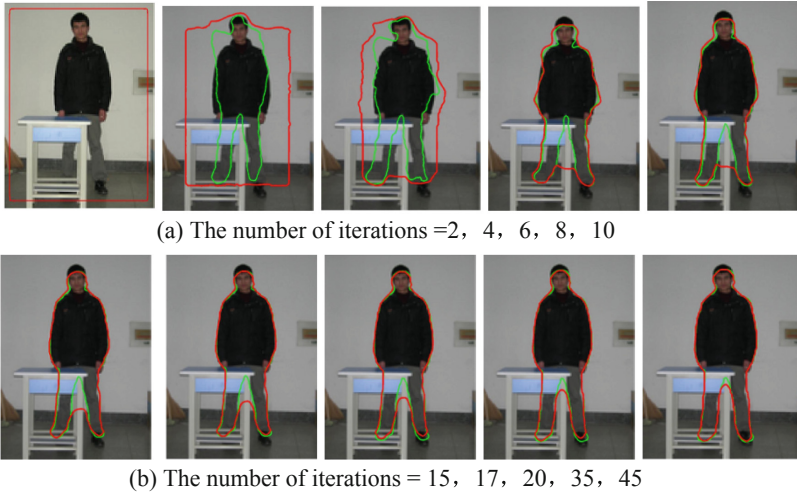 (a) The number of iterations =2，4，6，8，10
(b) The number of iterations = 15，17，20，35，45